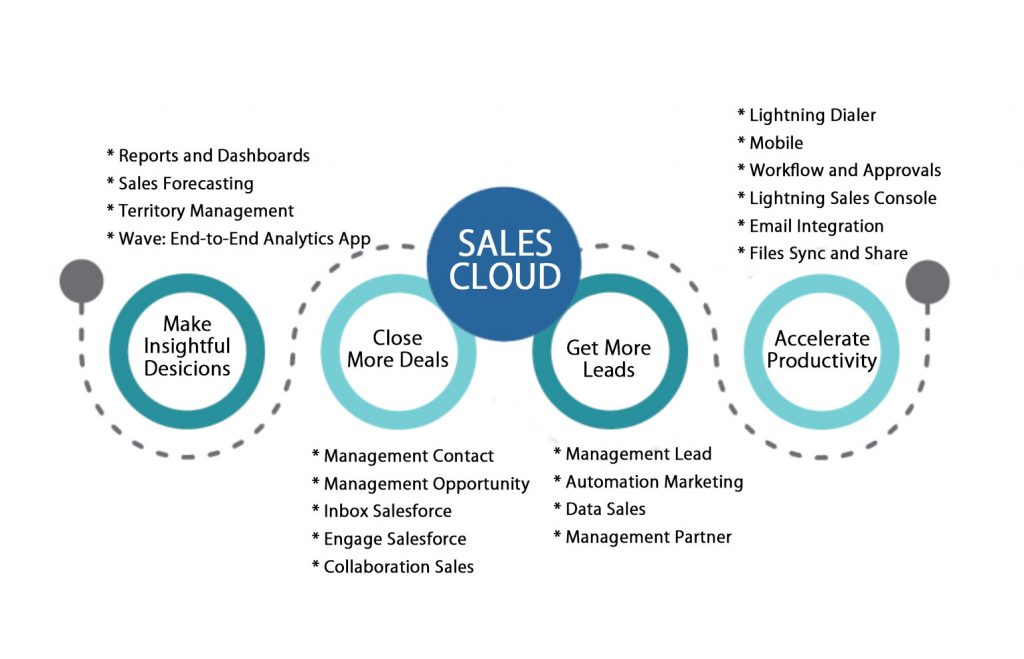 * Reports and Dashboards
* Sales Forecasting
* Territory Management
* Wave: End-to-End Analytics App
Make
Insightful
Desicions
Close
More Deals
* Management Contact
* Management Opportunity
* Inbox Salesforce
* Engage Salesforce
* Collaboration Sales
SALES
CLOUD
Get More
Leads
* Management Lead
* Automation Marketing
* Data Sales
* Management Partner
* Lightning Dialer
* Mobile
* Workflow and Approvals
* Lightning Sales Console
* Email Integration
* Files Sync and Share
Accelerate
Productivity